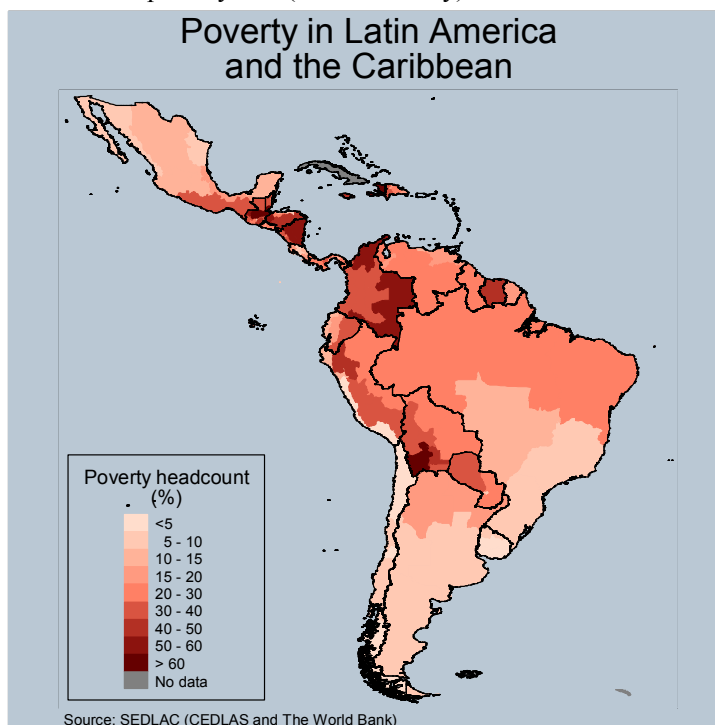 Poverty in Latin America
and the Caribbean
Poverty headcount
(%)
<5
5 - 10
10 - 15
15 - 20
20 - 30
30 - 40
40 - 50
50 - 60
> 60
No data
Source: SEDLAC (CEDLAS and The World Bank)